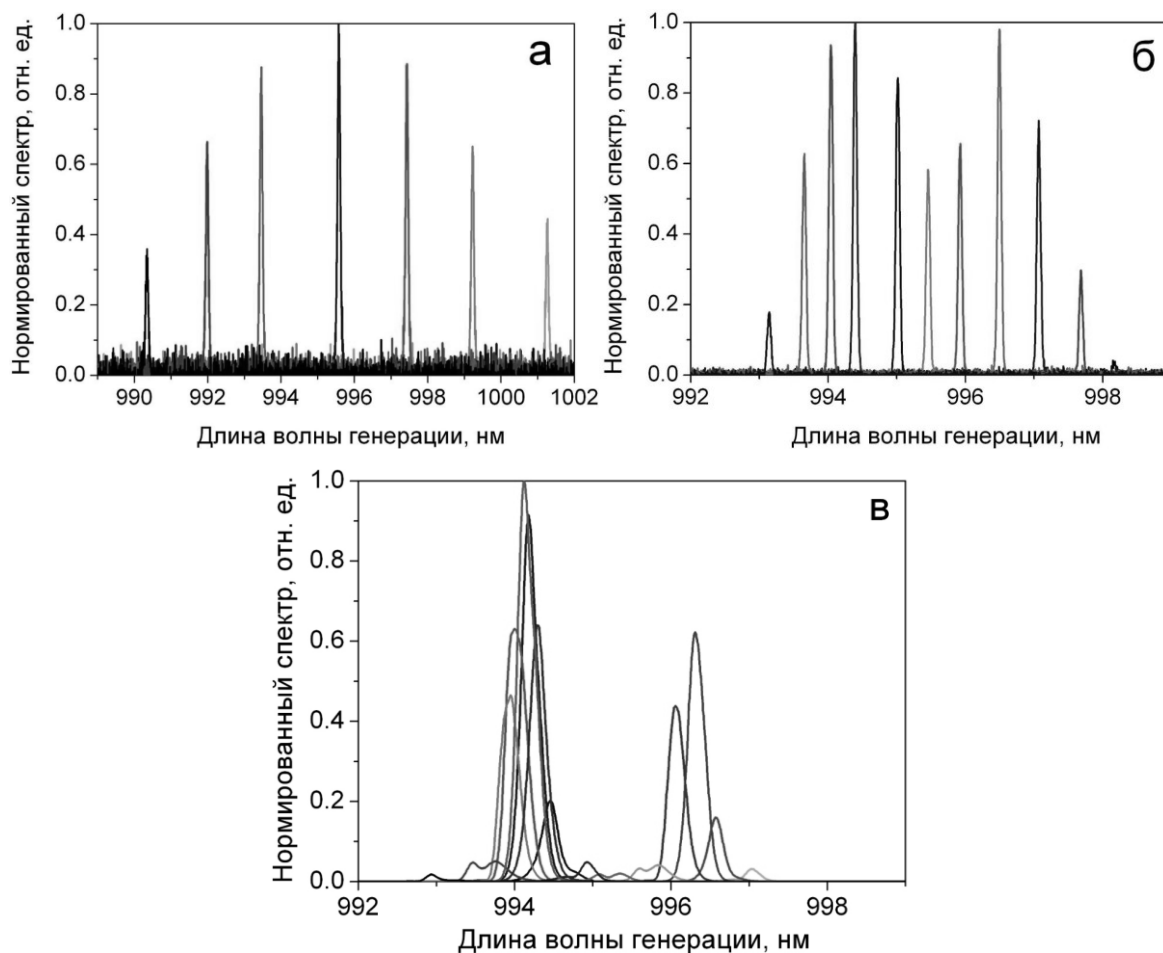 а
Нормированный спектр, отн. ед.
1.0
0.8
0.6
0.4
0.2
0.0
990 992 994 996 998 1000 1002
Длина волны генерации, нм
б
Нормированный спектр, отн. ед.
1.0
0.8
0.6
0.4
0.2
0.0
992 994 996 998
Длина волны генерации, нм
в
Нормированный спектр, отн. ед.
1.0
0.8
0.6
0.4
0.2
0.0
992 994 996 998
Длина волны генерации, нм